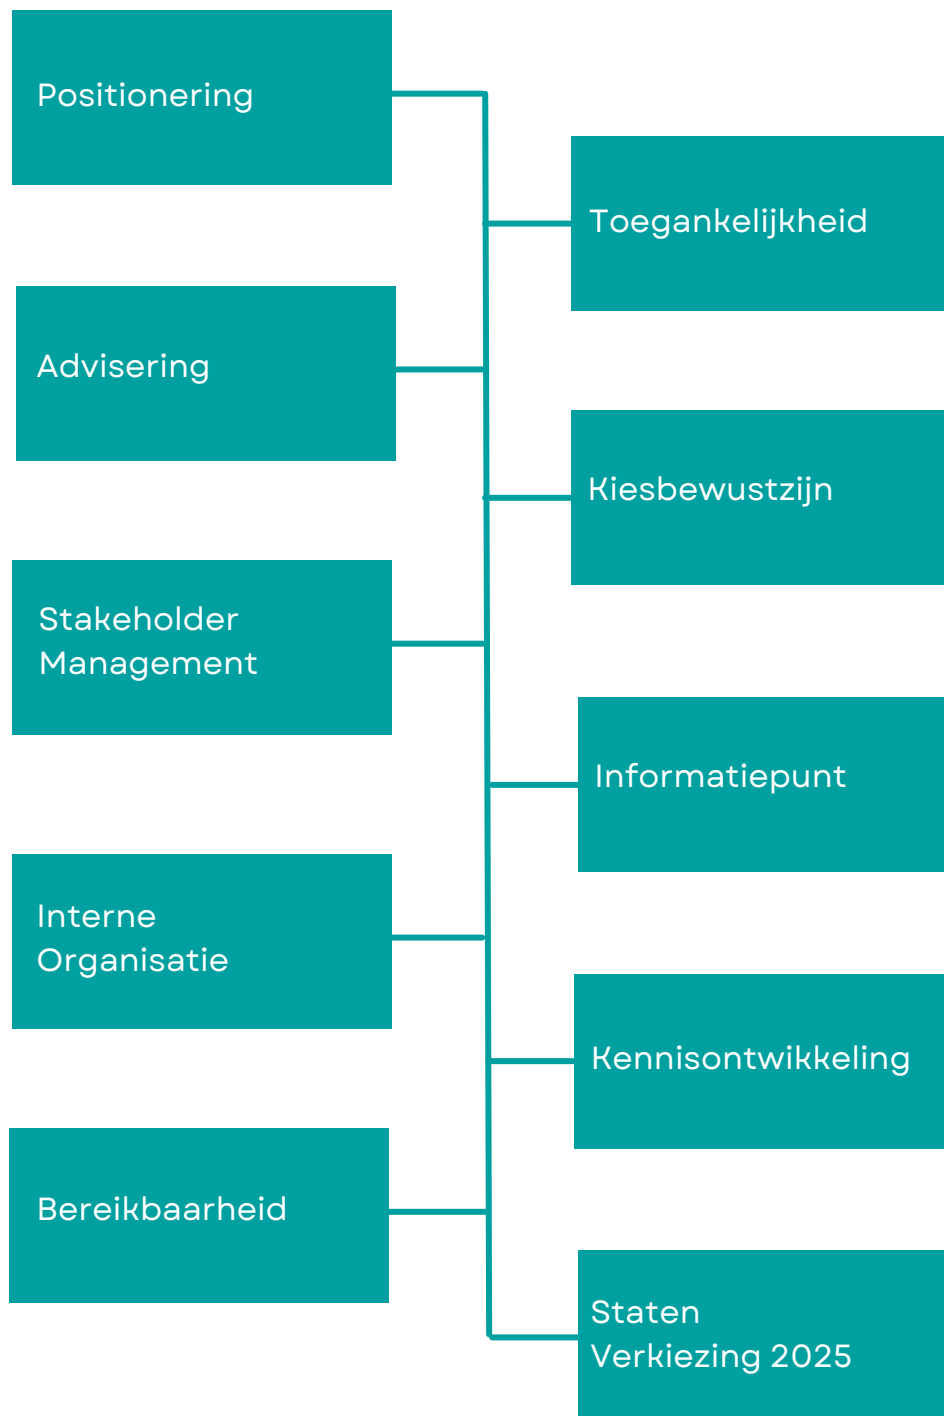 Positionering
Toegankelijkheid
Advisering
Kiesbewustzijn
Stakeholder
Management
Informatiepunt
Interne
Organisatie
Kennisontwikkeling
Bereikbaarheid
Staten
Verkiezing 2025